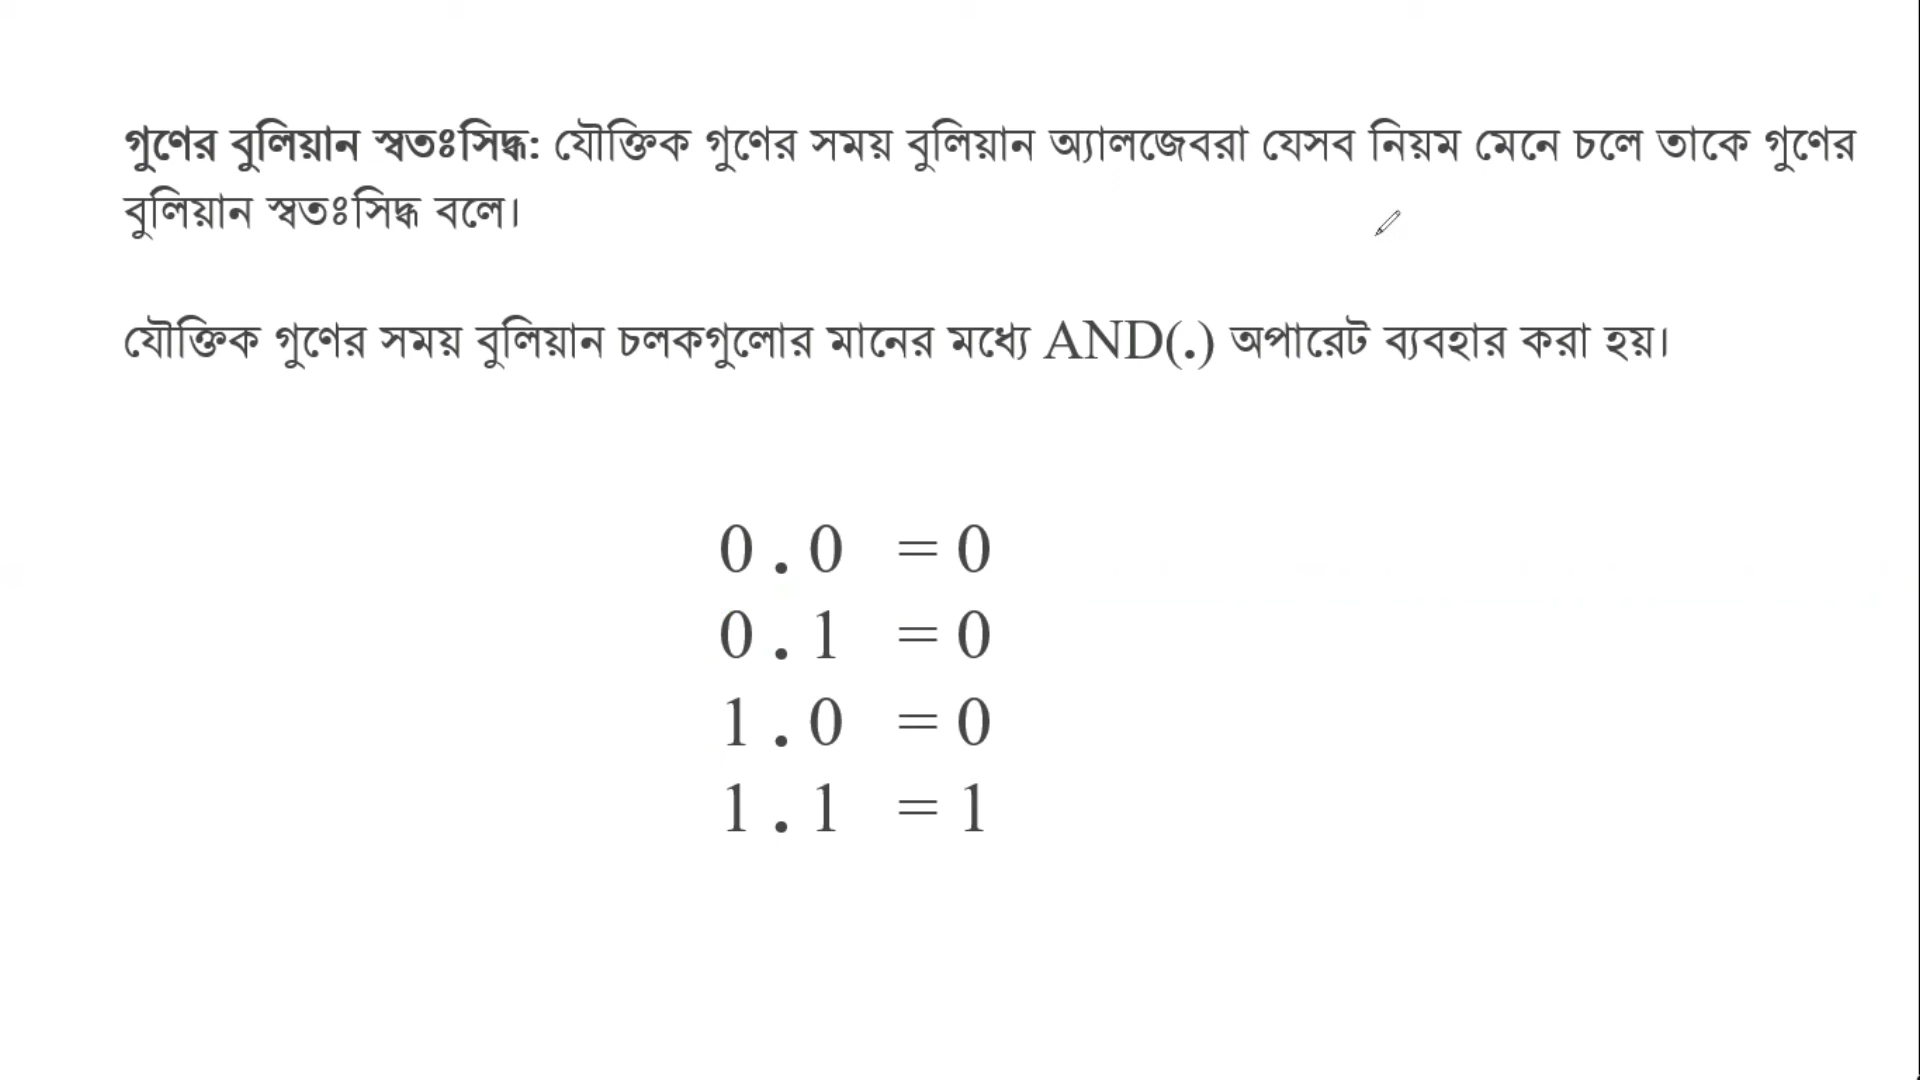 গুণের বুলিয়ান স্বতঃসিদ্ধ: যৌক্তিক গুণের সময় বুলিয়ান অ্যালজেবরা যেসব নিয়ম মেনে চলে তাকে গুণের
বুলিয়ান স্বতঃসিদ্ধ বলে।
যৌক্তিক গুণের সময় বুলিয়ান চলকগুলোর মানের মধ্যে AND(.) অপারেট ব্যবহার করা হয়।
0 . 0 = 0
0 . 1 = 0
1 . 0 = 0
1 . 1 = 1